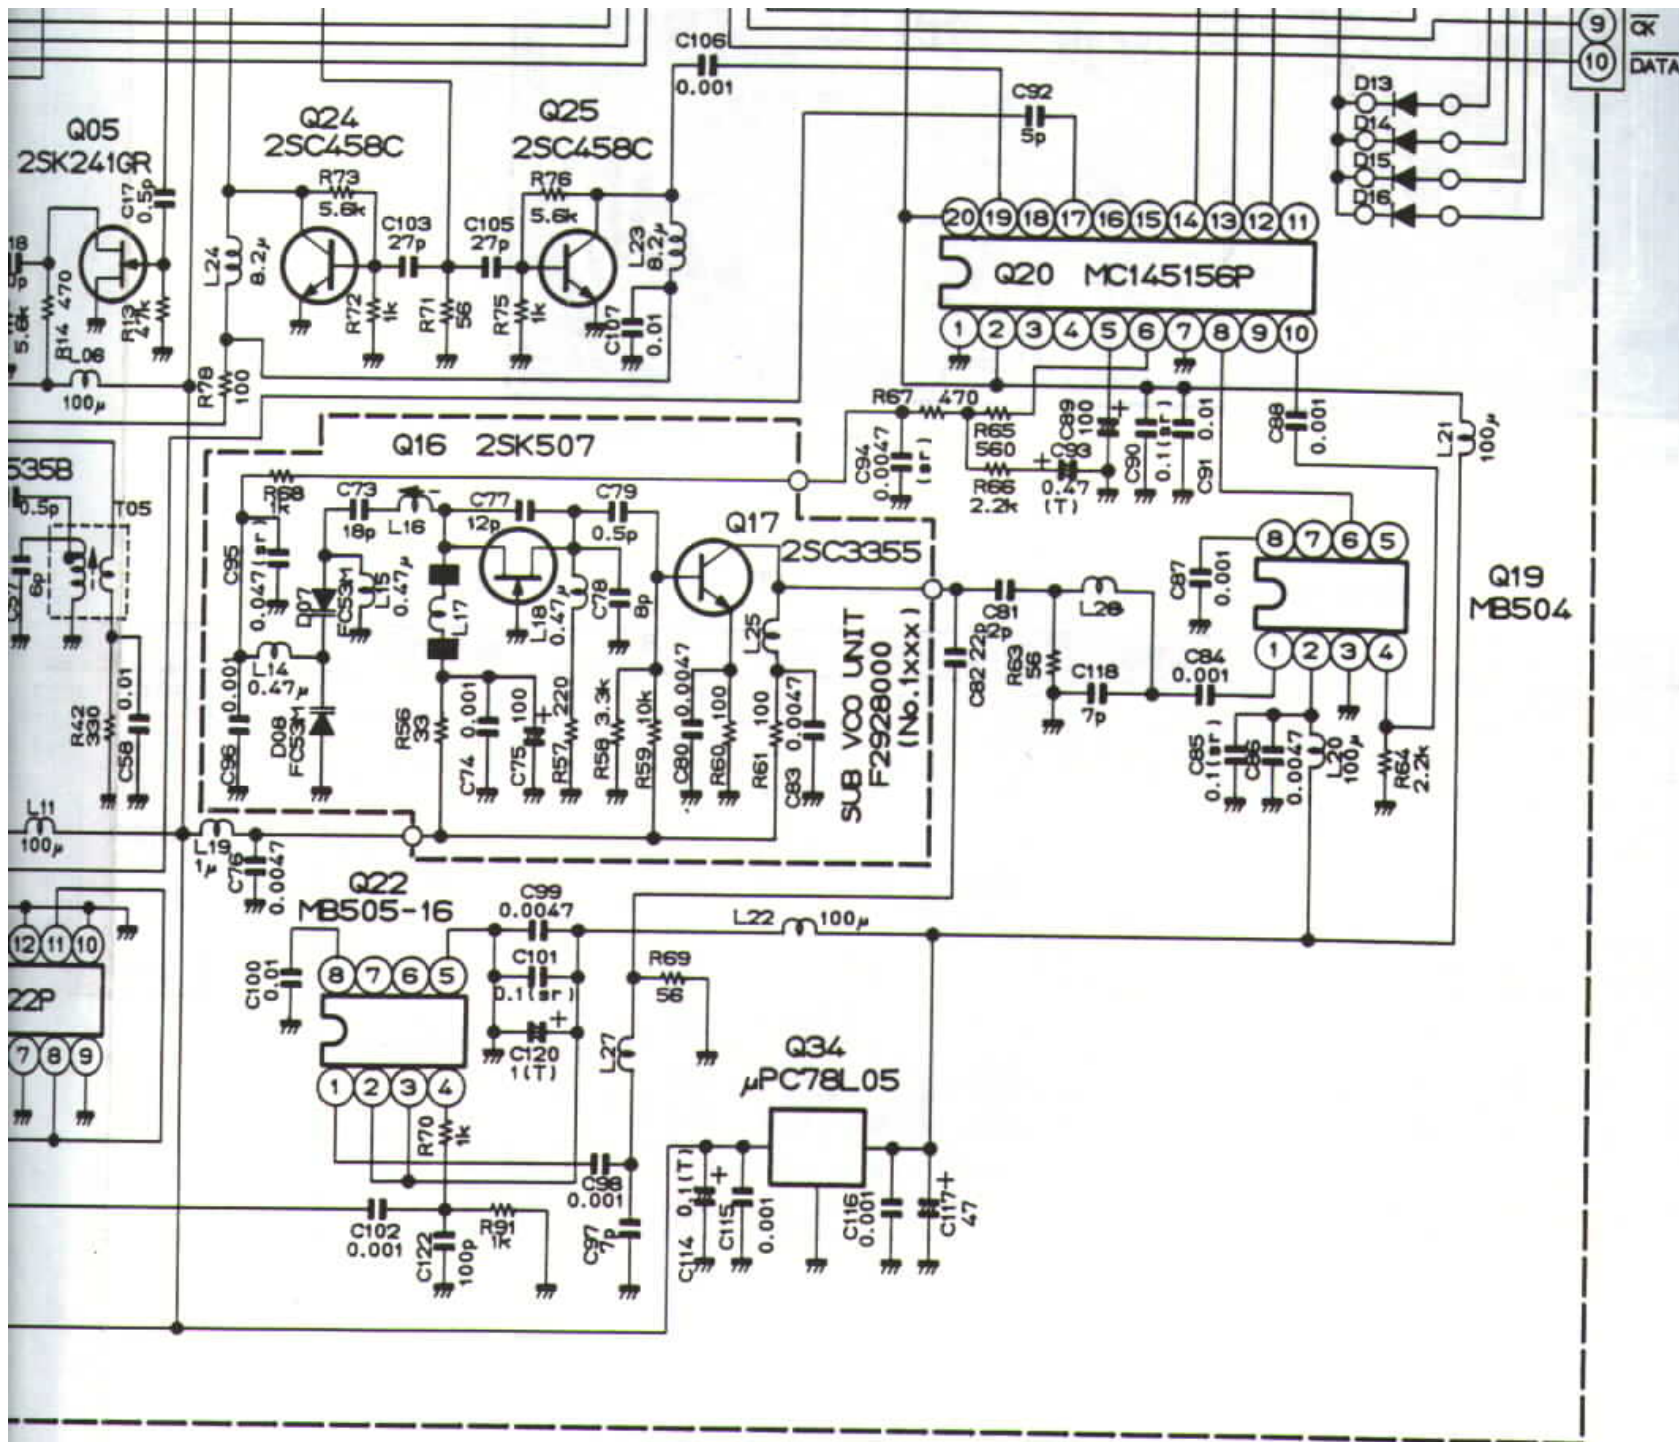 9 QK
10 DATA
C106
0.001
C92
5p
D13
D14
D15
D16
Q05
2SK241GR
C17
0.5p
Q24
2SC458C
Q25
2SC458C
R73
5.6k
R76
5.6k
C103
27p
C105
27p
L24
8.2μ
L23
8.2μ
R72
1k
R71
56
R75
1k
C107
0.01
R14 470
R13
4.7k
5.6k
L06
100μ
R78
100
20 19 18 17 16 15 14 13 12 11
Q20 MC145156P
1 2 3 4 5 6 7 8 9 10
R67 470
R65
560
R66
2.2k
C94
0.0047
(sr)
C89
100
+
C93
+
0.47
(T)
C90
0.1(sr)
C91
0.01
C88
0.001
L21
100μ
Q16 2SK507
535B
0.5p
T05
6p
R68
1k
C73
18p
L16
C77
12p
C79
0.5p
Q17
2SC3355
C95
0.047(sr)
D07
FC53M
L15
0.47μ
L17
L18
0.47μ
C78
8p
L25
L14
0.47μ
D08
FC53M
C96
0.001
R42
330
C58
0.01
R56
33
C74
0.001
C75
100
+
R57
220
R58
3.3k
R59
10k
C80
0.0047
R60
100
R61
100
C83
0.0047
SUB VCO UNIT
F2928000
(No.1xxx)
C81
2p
C82 22p
R63
56
L28
C118
7p
C84
0.001
C87
0.001
8 7 6 5
Q19
MB504
1 2 3 4
C85
0.1(sr)
C86
0.0047
L20
100μ
R64
2.2k
L11
100μ
L19
1μ
C76
0.0047
Q22
MB505-16
C99
0.0047
C101
0.1(sr)
+
C120
1(T)
L22 100μ
R69
56
C100
0.01
8 7 6 5
1 2 3 4
12 11 10
22P
7 8 9
L27
Q34
μPC78L05
R70
1k
C98
0.001
C97
7p
C102
0.001
C122
100p
R91
1k
C114
0.1(T)
+
C115
0.001
C116
0.001
C117
+
47